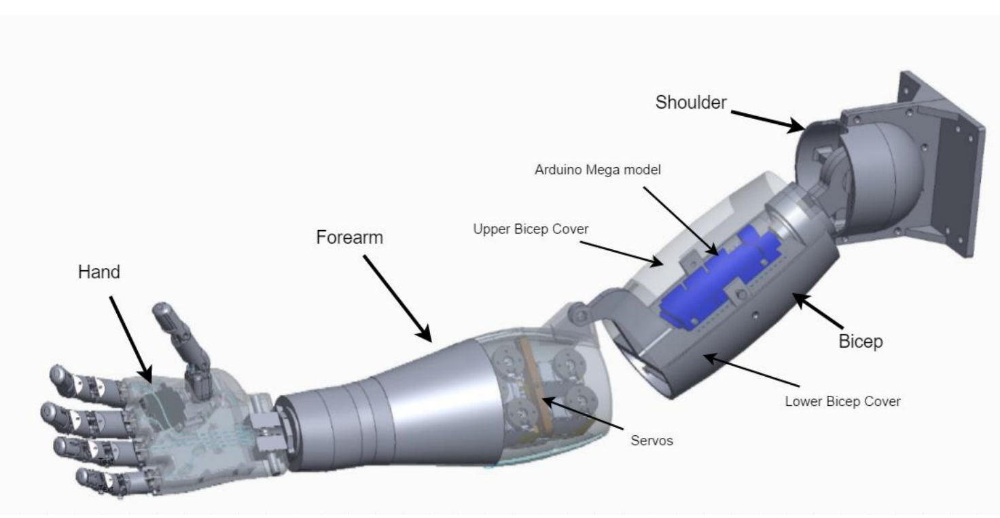 Shoulder
Arduino Mega model
Upper Bicep Cover
Forearm
Hand
Bicep
Lower Bicep Cover
Servos